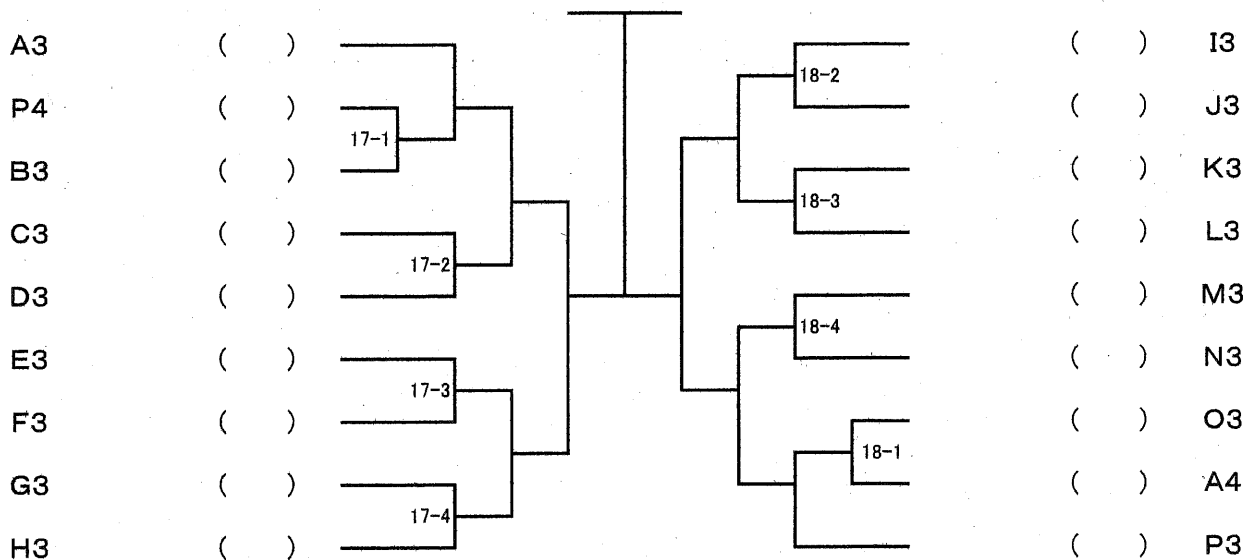 A3 ( ) ( ) I3
18-2
P4 ( ) ( ) J3
17-1
B3 ( ) ( ) K3
18-3
C3 ( ) ( ) L3
17-2
D3 ( ) ( ) M3
18-4
E3 ( ) ( ) N3
17-3
F3 ( ) ( ) O3
18-1
G3 ( ) ( ) A4
17-4
H3 ( ) ( ) P3